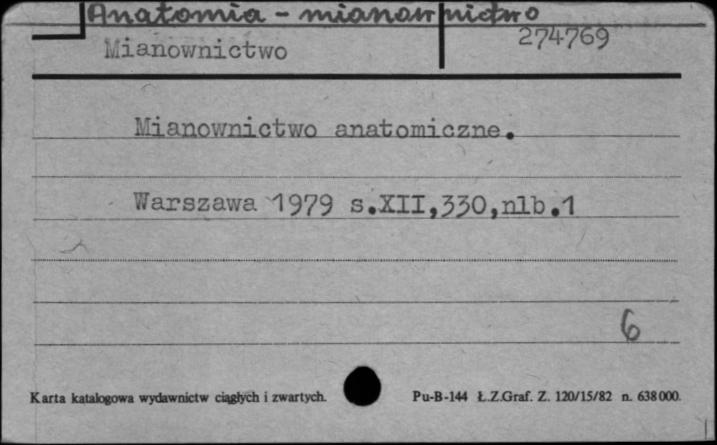 Anatomia - mianownictwo
Mianownictwo 274769
Mianownictwo anatomiczne.
Warszawa 1979 s.XII,330,nlb.1
6
Karta katalogowa wydawnictw ciągłych i zwartych. Pu-B-144 Ł.Z.Graf. Z. 120/15/82 n. 638000.